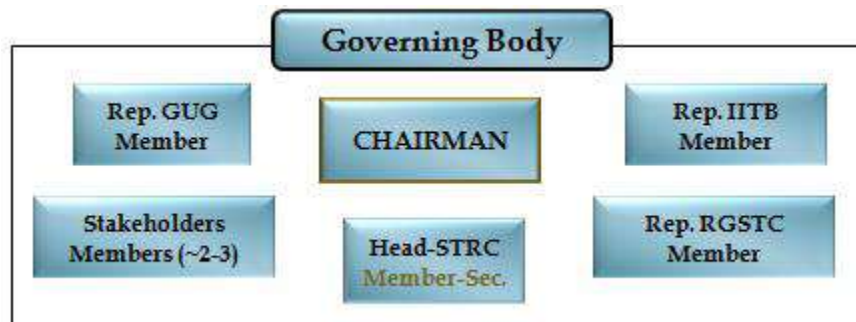 Governing Body
Rep. GUG
Member
CHAIRMAN
Rep. IITB
Member
Stakeholders
Members (~2-3)
Head-STRC
Member-Sec.
Rep. RGSTC
Member